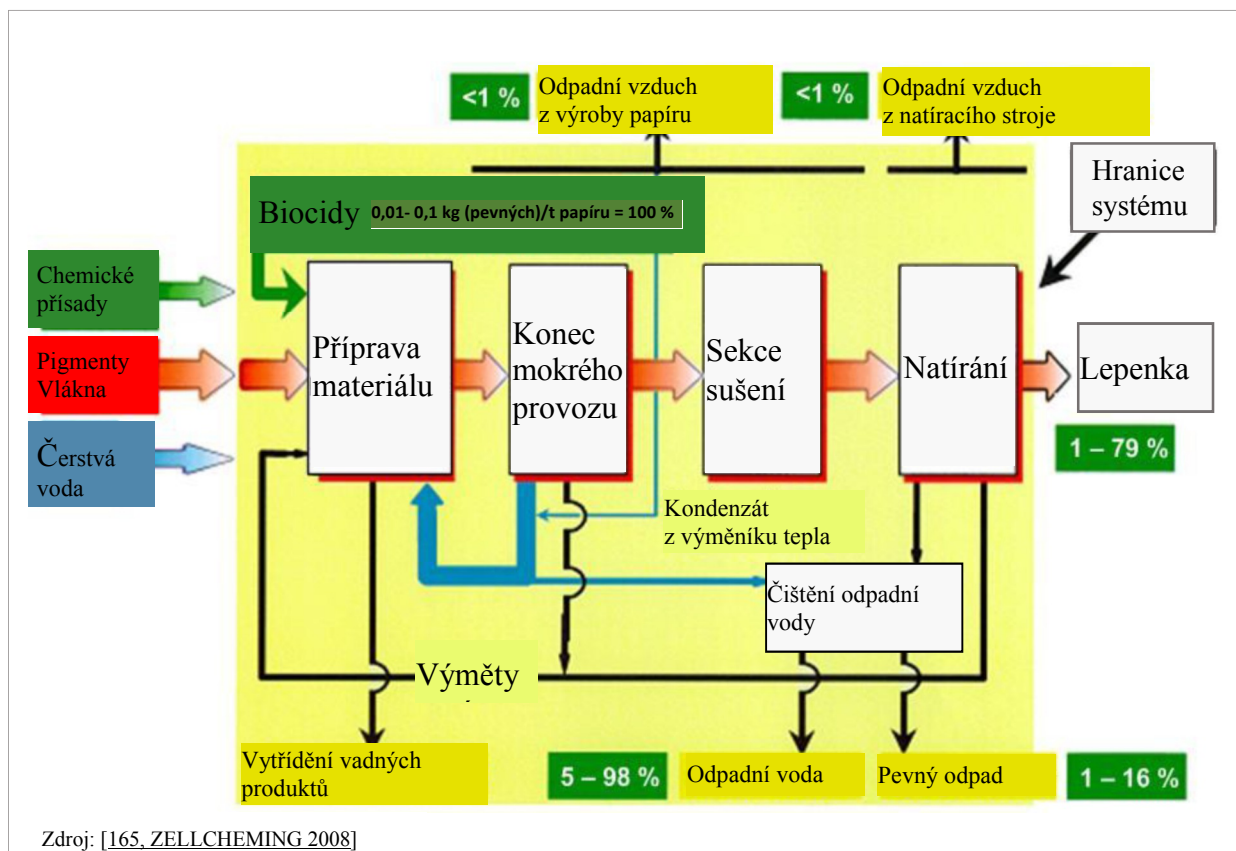 <1 %
Odpadní vzduch
z výroby papíru
<1 %
Odpadní vzduch
z natíracího stroje
Hranice
systému
Biocidy 0,01- 0,1 kg (pevných)/t papíru = 100 %
Chemické
přísady
Pigmenty
Vlákna
Čerstvá
voda
Příprava
materiálu
Konec
mokrého
provozu
Sekce
sušení
Natírání
Lepenka
1 – 79 %
Kondenzát
z výměníku tepla
Čištění odpadní
vody
Výměty
Vytřídění vadných
produktů
5 – 98 %
Odpadní voda
Pevný odpad
1 – 16 %
Zdroj: [165, ZELLCHEMING 2008]